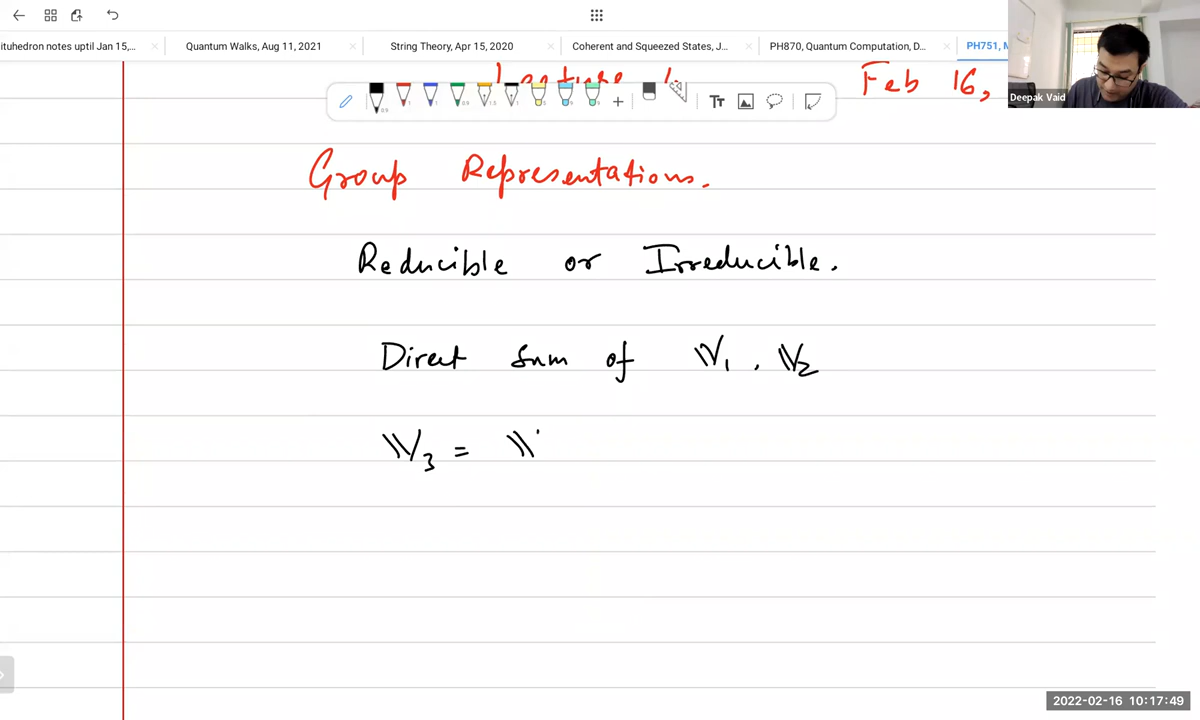 ituhedron notes uptil Jan 15,... Quantum Walks, Aug 11, 2021 String Theory, Apr 15, 2020 Coherent and Squeezed States, J... PH870, Quantum Computation, D... PH751, M
Feb 16,
Deepak Vaid
Tт
Group Representations.
Reducible or Irreducible.
Direct sum of 𝕍₁, 𝕍₂
𝕍₃ =
2022-02-16 10:17:49